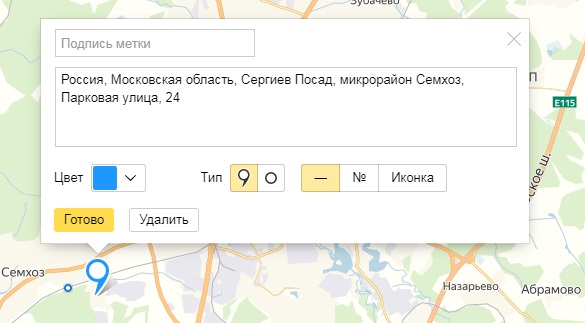 Зубачево
Подпись метки
Россия, Московская область, Сергиев Посад, микрорайон Семхоз,
Парковая улица, 24
П
E115
ское ш.
Цвет
Тип
—
№
Иконка
Готово
Удалить
Семхоз
Назарьево
Абрамово